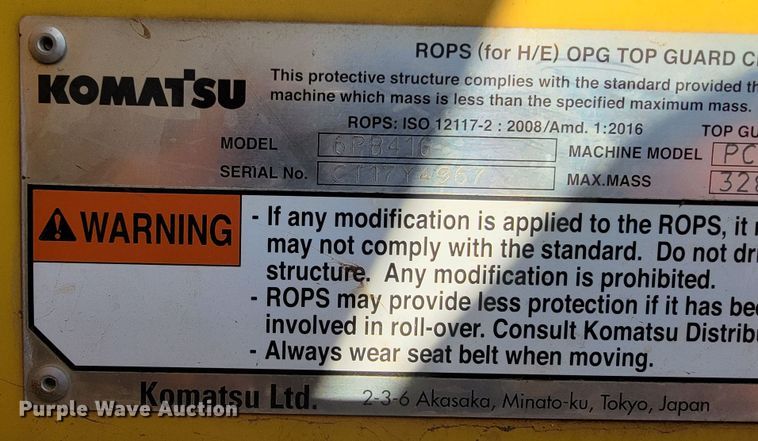 ROPS (for H/E) OPG TOP GUARD
KOMATSU
This protective structure complies with the standard provided
machine which mass is less than the specified maximum mass.
ROPS: ISO 12117-2 : 2008/Amd. 1:2016 TOP
MODEL MACHINE MODEL PC
SERIAL No. MAX.MASS 328
WARNING
- If any modification is applied to the ROPS, it
may not comply with the standard. Do not
structure. Any modification is prohibited.
- ROPS may provide less protection if it has
involved in roll-over. Consult Komatsu
- Always wear seat belt when moving.
Komatsu Ltd. 2-3-6 Akasaka, Minato-ku, Tokyo, Japan
Purple Wave Auction